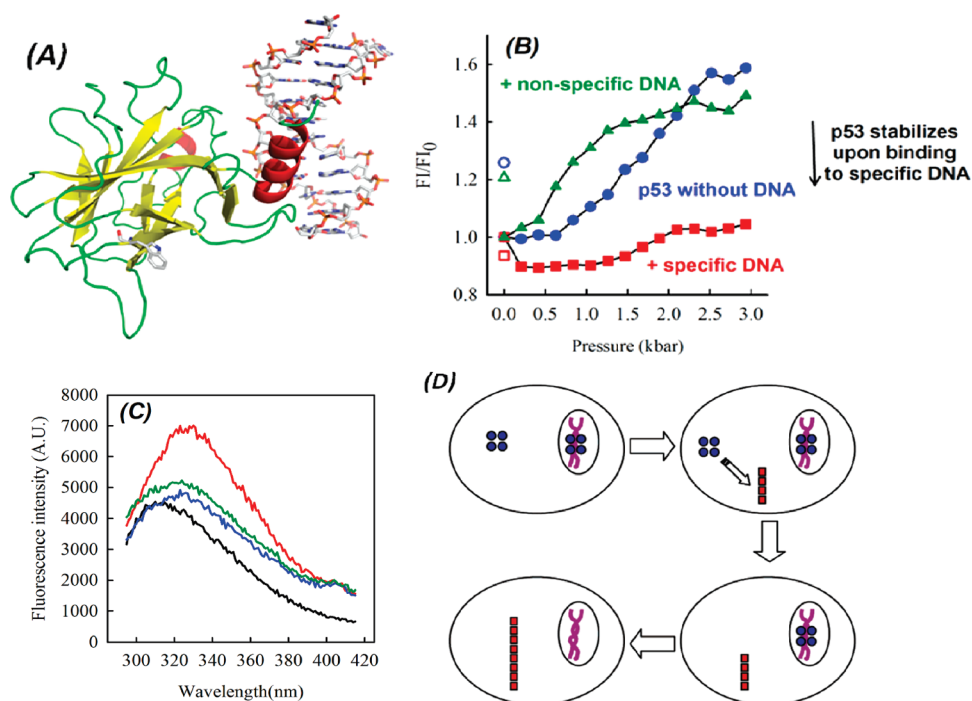 (A)
(B)
1.6
1.4
1.2
1.0
0.8
FI/FI0
+ non-specific DNA
p53 without DNA
+ specific DNA
p53 stabilizes
upon binding
to specific DNA
0.0 0.5 1.0 1.5 2.0 2.5 3.0
Pressure (kbar)
(C)
8000
7000
6000
5000
4000
3000
2000
1000
0
Fluorescence intensity (A.U.)
300 320 340 360 380 400 420
Wavelength(nm)
(D)